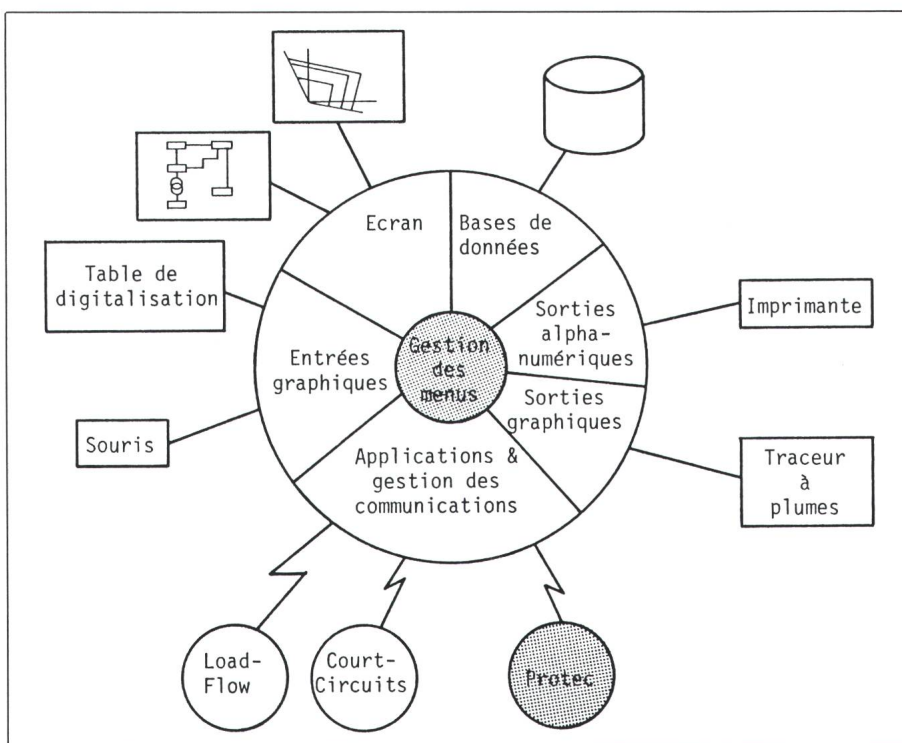 Ecran
Bases de
données
Table de
digitalisation
Sorties
alpha-
numériques
Imprimante
Entrées
graphiques
Gestion
des
menus
Sorties
graphiques
Souris
Applications &
gestion des
communications
Traceur
à
plumes
Load-
Flow
Court-
Circuits
Protec